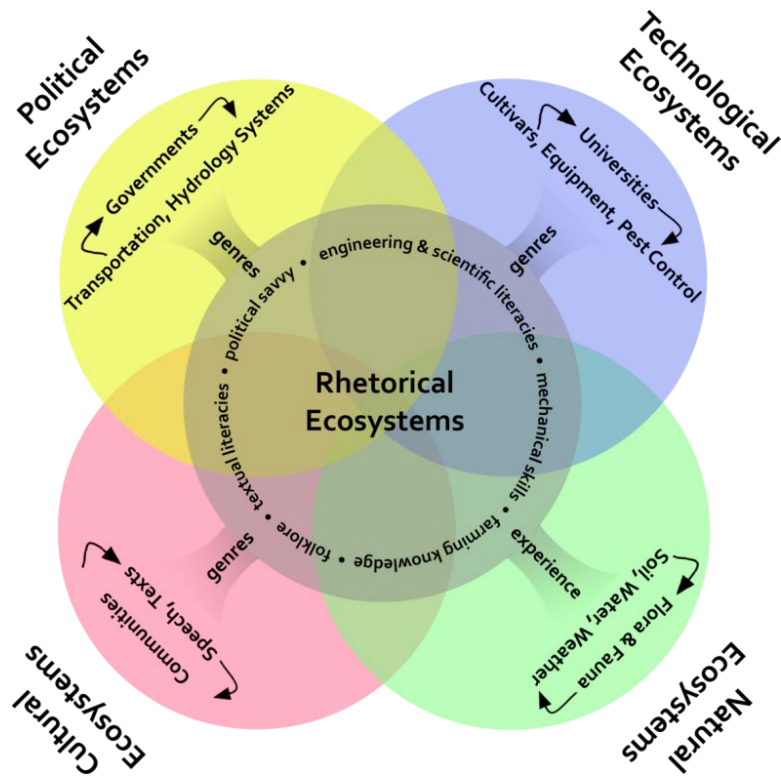 Political
Ecosystems
Governments
Transportation, Hydrology Systems
genres
Technological
Ecosystems
Universities
Cultivars, Equipment, Pest Control
genres
Rhetorical
Ecosystems
political savvy • engineering & scientific literacies • mechanical skills • farming knowledge • folklore • textual literacies •
genres
Speech, Texts
Communities
Cultural
Ecosystems
experience
Soil, Water, Weather
Flora & Fauna
Natural
Ecosystems